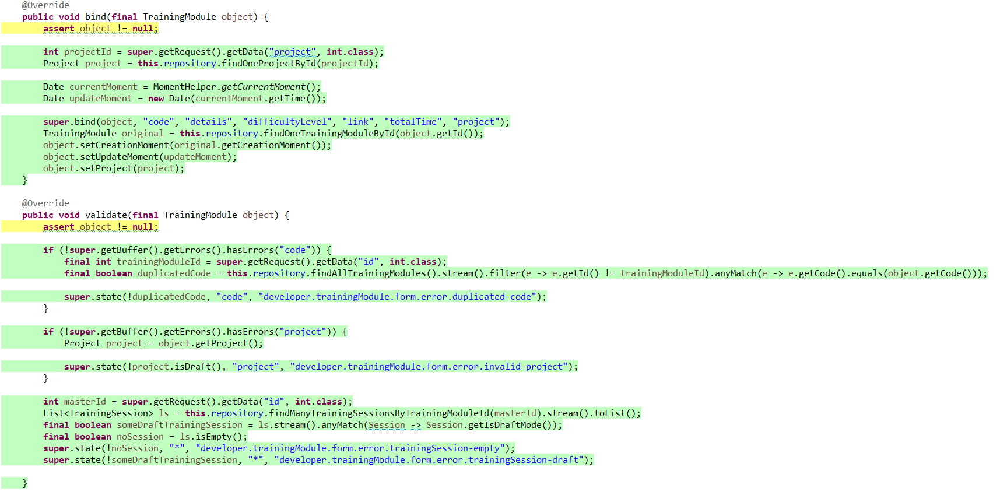 @Override
public void bind(final TrainingModule object) {
assert object != null;
int projectId = super.getRequest().getData("project", int.class);
Project project = this.repository.findOneProjectById(projectId);
Date currentMoment = MomentHelper.getCurrentMoment();
Date updateMoment = new Date(currentMoment.getTime());
super.bind(object, "code", "details", "difficultyLevel", "link", "totalTime", "project");
TrainingModule original = this.repository.findOneTrainingModuleById(object.getId());
object.setCreationMoment(original.getCreationMoment());
object.setUpdateMoment(updateMoment);
object.setProject(project);
}
@Override
public void validate(final TrainingModule object) {
assert object != null;
if (!super.getBuffer().getErrors().hasErrors("code")) {
final int trainingModuleId = super.getRequest().getData("id", int.class);
final boolean duplicatedCode = this.repository.findAllTrainingModules().stream().filter(e -> e.getId() != trainingModuleId).anyMatch(e -> e.getCode().equals(object.getCode()));
super.state(!duplicatedCode, "code", "developer.trainingModule.form.error.duplicated-code");
}
if (!super.getBuffer().getErrors().hasErrors("project")) {
Project project = object.getProject();
super.state(!project.isDraft(), "project", "developer.trainingModule.form.error.invalid-project");
}
int masterId = super.getRequest().getData("id", int.class);
List<TrainingSession> ls = this.repository.findManyTrainingSessionsByTrainingModuleId(masterId).stream().toList();
final boolean someDraftTrainingSession = ls.stream().anyMatch(Session -> Session.getIsDraftMode());
final boolean noSession = ls.isEmpty();
super.state(!noSession, "*", "developer.trainingModule.form.error.trainingSession-empty");
super.state(!someDraftTrainingSession, "*", "developer.trainingModule.form.error.trainingSession-draft");
}